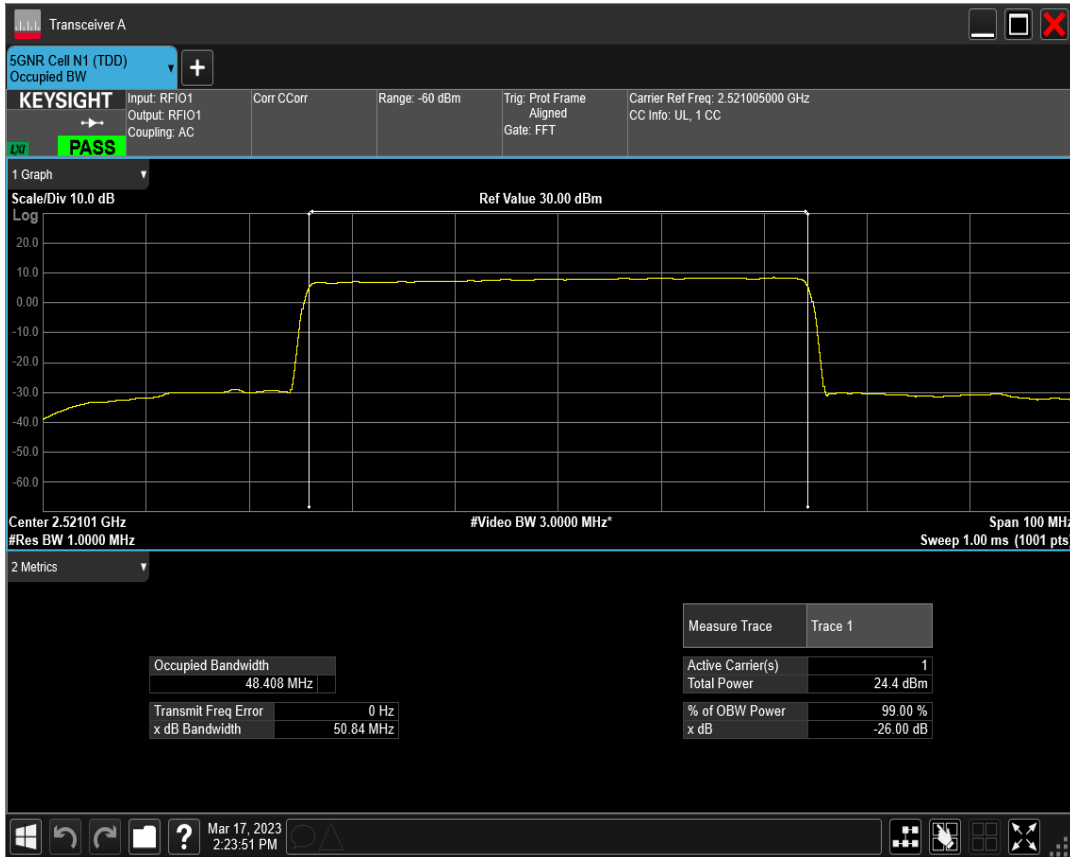 Transceiver A
5GNR Cell N1 (TDD)
Occupied BW
+
KEYSIGHT
LXI
PASS
Input: RFIO1
Output: RFIO1
Coupling: AC
Corr CCorr
Range: -60 dBm
Trig: Prot Frame
Aligned
Gate: FFT
Carrier Ref Freq: 2.521005000 GHz
CC Info: UL, 1 CC
1 Graph
Scale/Div 10.0 dB
Ref Value 30.00 dBm
Log
20.0
10.0
0.00
-10.0
-20.0
-30.0
-40.0
-50.0
-60.0
Center 2.52101 GHz
#Video BW 3.0000 MHz*
Span 100 MHz
#Res BW 1.0000 MHz
Sweep 1.00 ms (1001 pts)
2 Metrics
Measure Trace Trace 1
Occupied Bandwidth
48.408 MHz
Active Carrier(s) 1
Total Power 24.4 dBm
Transmit Freq Error 0 Hz
x dB Bandwidth 50.84 MHz
% of OBW Power 99.00 %
x dB -26.00 dB
?
Mar 17, 2023
2:23:51 PM